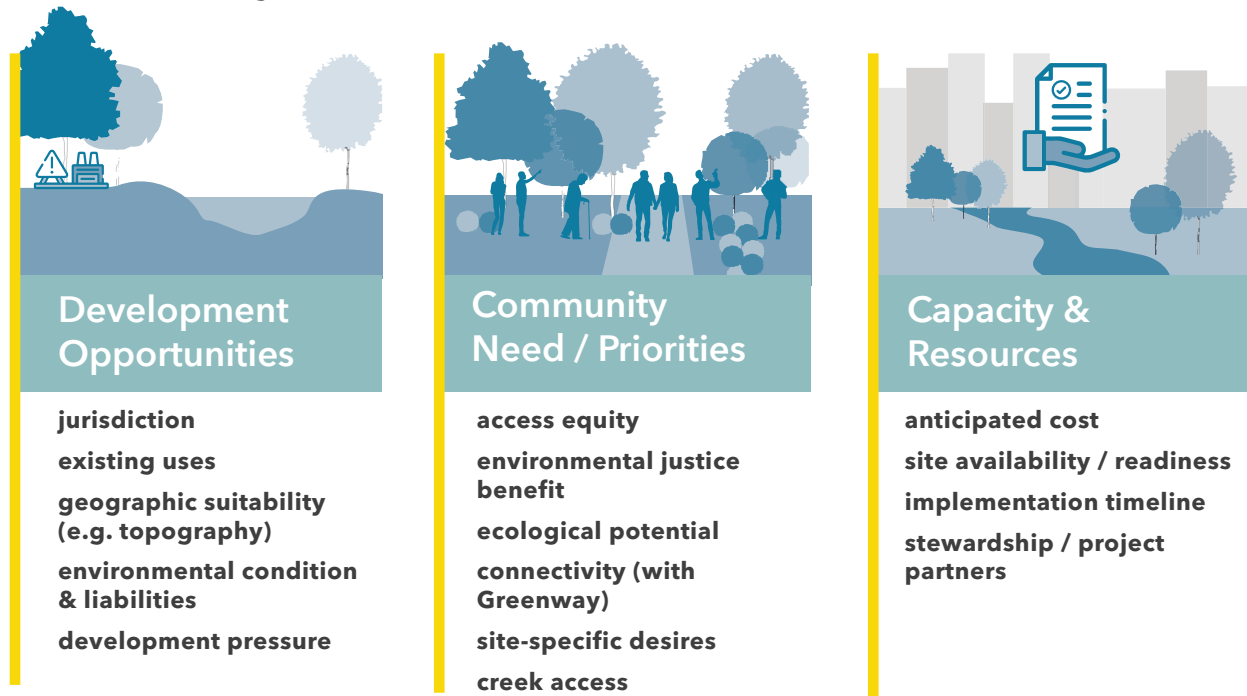 Development
Opportunities
jurisdiction
existing uses
geographic suitability
(e.g. topography)
environmental condition
& liabilities
development pressure
Community
Need / Priorities
access equity
environmental justice
benefit
ecological potential
connectivity (with
Greenway)
site-specific desires
creek access
Capacity &
Resources
anticipated cost
site availability / readiness
implementation timeline
stewardship / project
partners